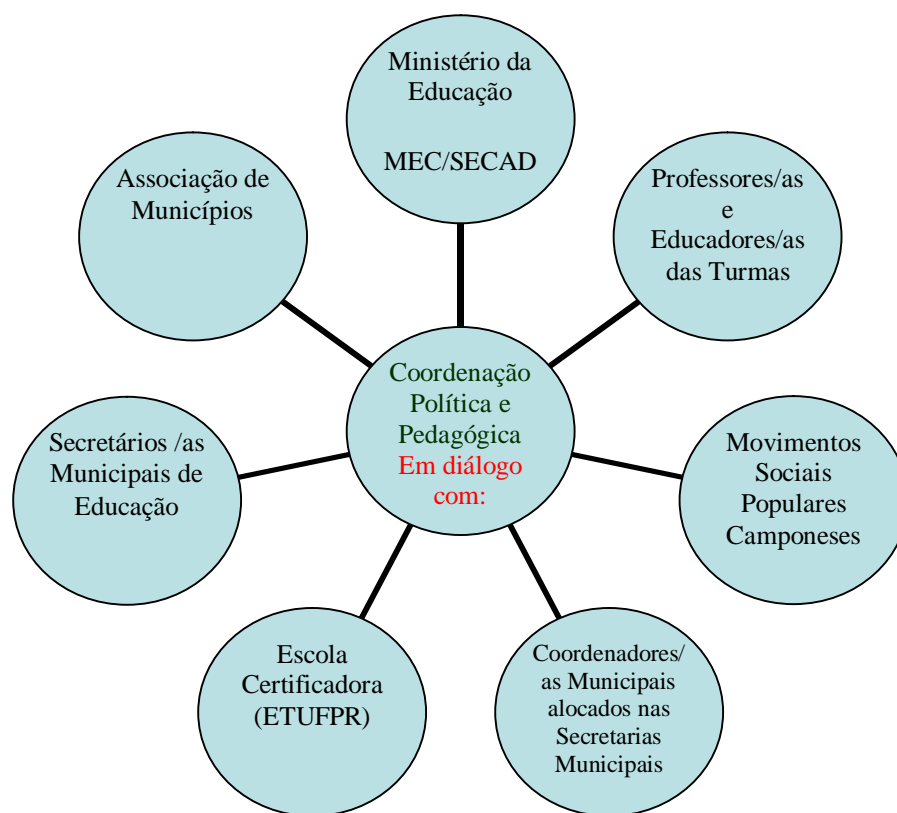 Ministério da
Educação
MEC/SECAD
Professores/as
e
Educadores/as
das Turmas
Movimentos
Sociais
Populares
Camponeses
Coordenadores/
as Municipais
alocados nas
Secretarias
Municipais
Escola
Certificadora
(ETUFPR)
Secretários /as
Municipais de
Educação
Associação de
Municípios
Coordenação
Política e
Pedagógica
Em diálogo
com: